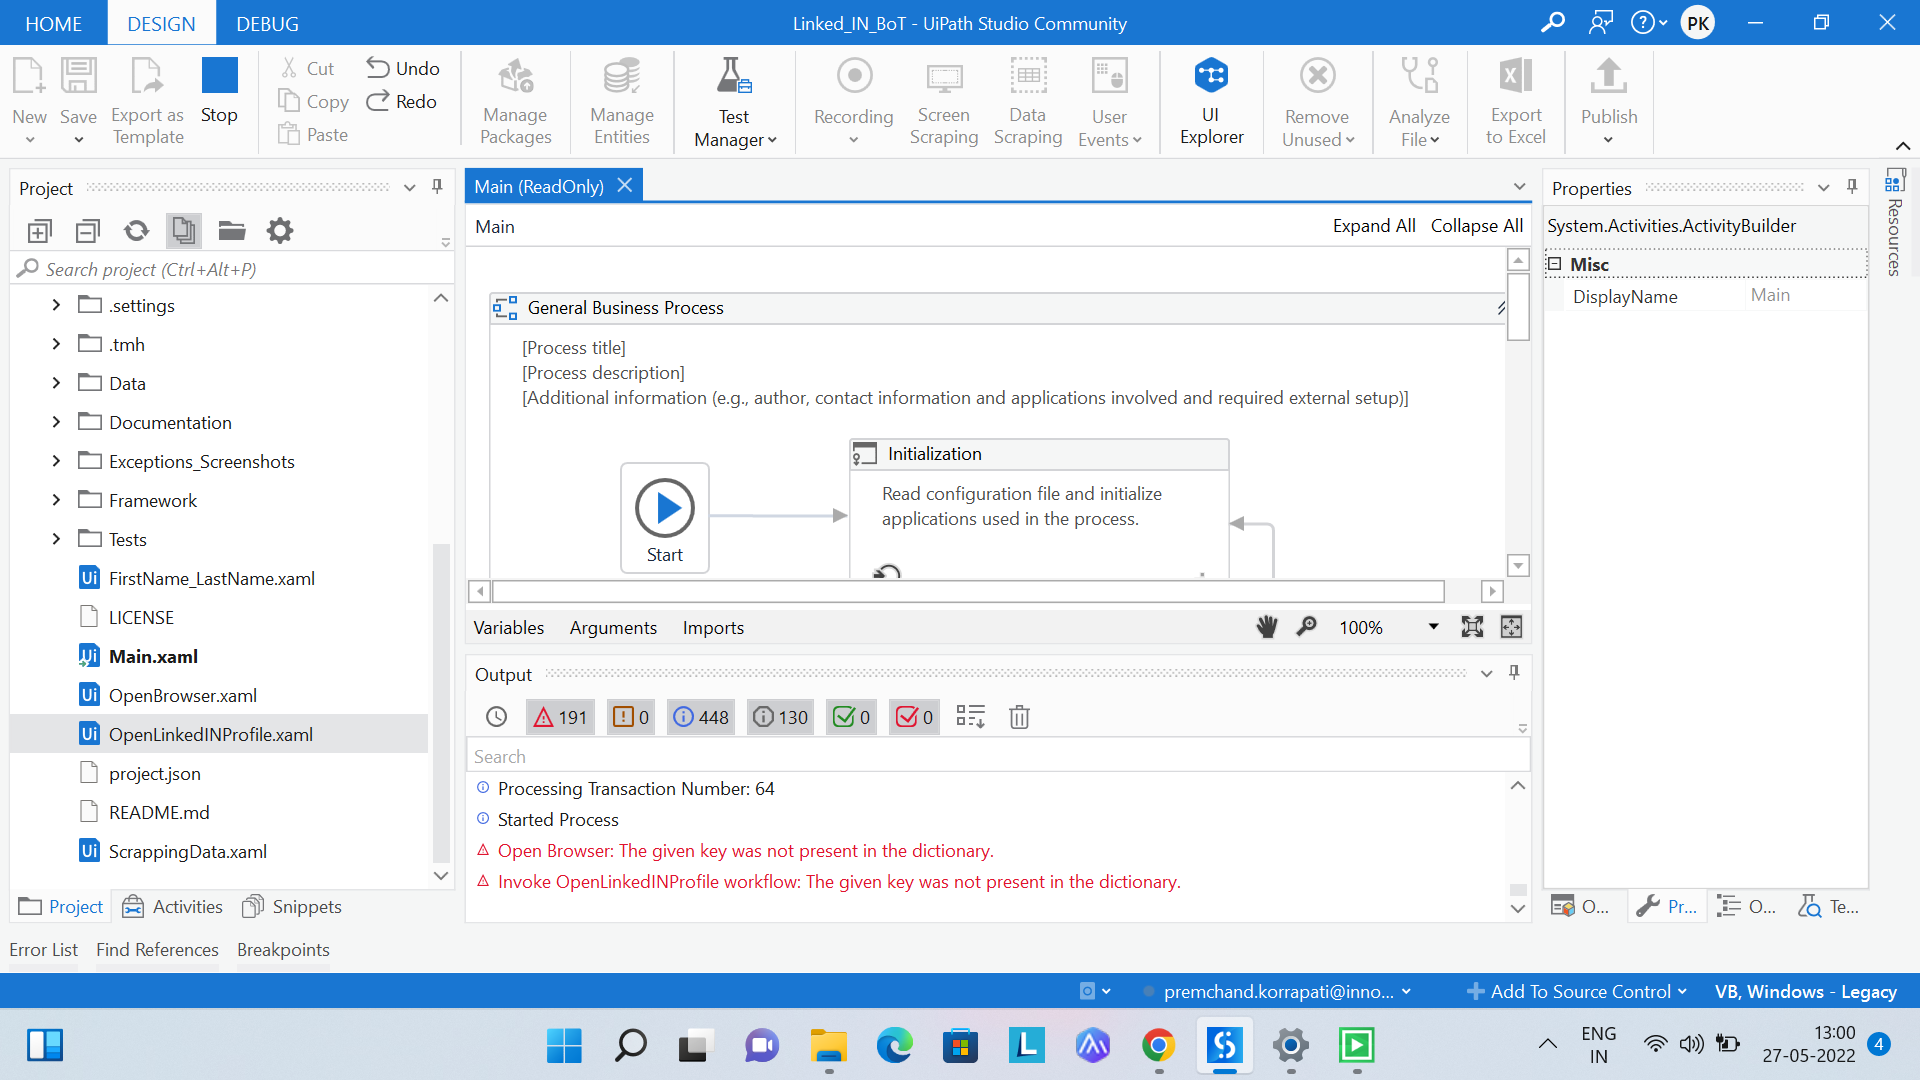 HOME
DESIGN
DEBUG
Linked_IN_BoT - UiPath Studio Community
PK
New
Save
Export as
Template
Stop
Cut
Copy
Paste
Undo
Redo
Manage
Packages
Manage
Entities
Test
Manager
Recording
Screen
Scraping
Data
Scraping
User
Events
UI
Explorer
Remove
Unused
Analyze
File
Export
to Excel
Publish
Project
Search project (Ctrl+Alt+P)
.settings
.tmh
Data
Documentation
Exceptions_Screenshots
Framework
Tests
FirstName_LastName.xaml
LICENSE
Main.xaml
OpenBrowser.xaml
OpenLinkedINProfile.xaml
project.json
README.md
ScrappingData.xaml
Project
Activities
Snippets
Main (ReadOnly)
Main
Expand All
Collapse All
General Business Process
[Process title]
[Process description]
[Additional information (e.g., author, contact information and applications involved and required external setup)]
Start
Initialization
Read configuration file and initialize
applications used in the process.
Variables
Arguments
Imports
100%
Output
191
0
448
130
0
0
Search
Processing Transaction Number: 64
Started Process
Open Browser: The given key was not present in the dictionary.
Invoke OpenLinkedINProfile workflow: The given key was not present in the dictionary.
Properties
System.Activities.ActivityBuilder
Misc
DisplayName
Main
Resources
O...
Pr...
O...
Te...
Error List
Find References
Breakpoints
premchand.korrapati@inno...
Add To Source Control
VB, Windows - Legacy
ENG
IN
13:00
27-05-2022
4